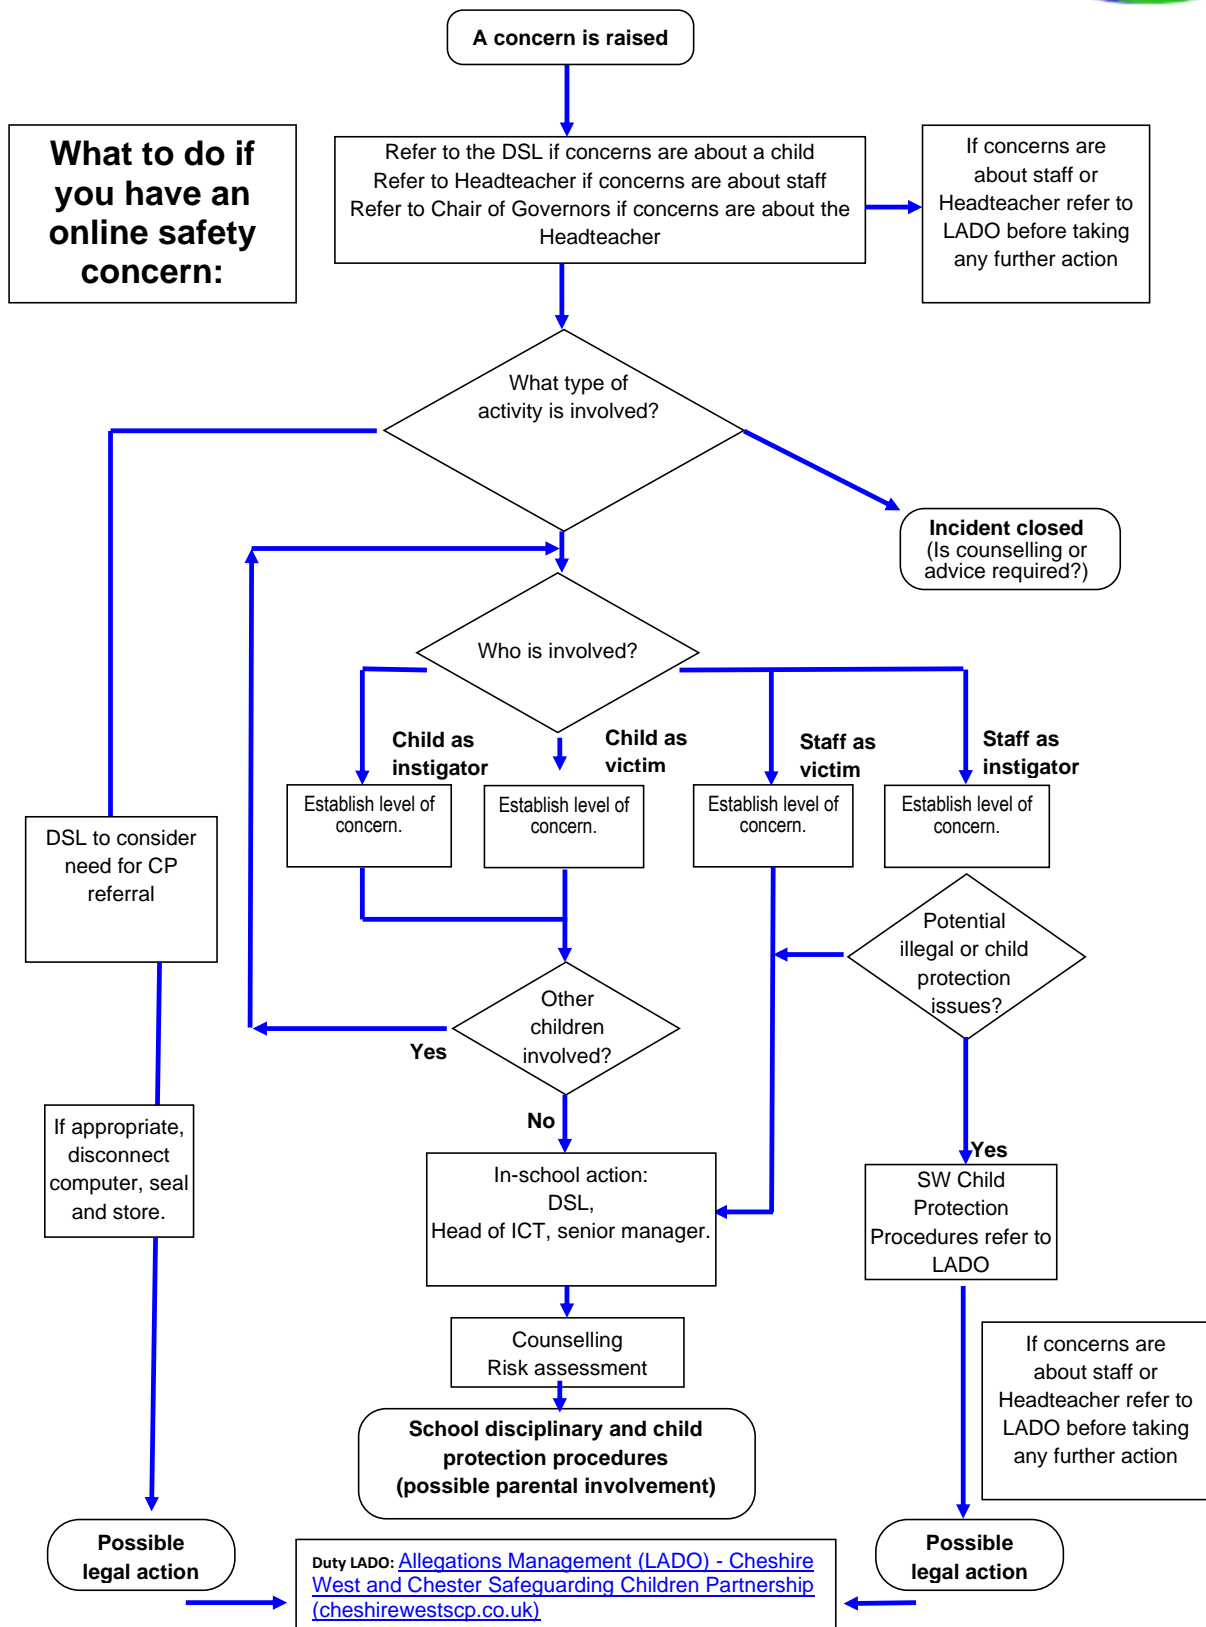 A concern is raised
What to do if
you have an
online safety
concern:
Refer to the DSL if concerns are about a child
Refer to Headteacher if concerns are about staff
Refer to Chair of Governors if concerns are about the
Headteacher
If concerns are
about staff or
Headteacher refer to
LADO before taking
any further action
What type of
activity is involved?
Incident closed
(Is counselling or
advice required?)
Who is involved?
Child as
instigator
Child as
victim
Staff as
victim
Staff as
instigator
Establish level of
concern.
Establish level of
concern.
Establish level of
concern.
Establish level of
concern.
DSL to consider
need for CP
referral
Potential
illegal or child
protection
issues?
Other
children
involved?
Yes
No
If appropriate,
disconnect
computer, seal
and store.
Yes
In-school action:
DSL,
Head of ICT, senior manager.
SW Child
Protection
Procedures refer to
LADO
Counselling
Risk assessment
If concerns are
about staff or
Headteacher refer to
LADO before taking
any further action
School disciplinary and child
protection procedures
(possible parental involvement)
Possible
legal action
Possible
legal action
Duty LADO: Allegations Management (LADO) - Cheshire
West and Chester Safeguarding Children Partnership
(cheshirewestscp.co.uk)